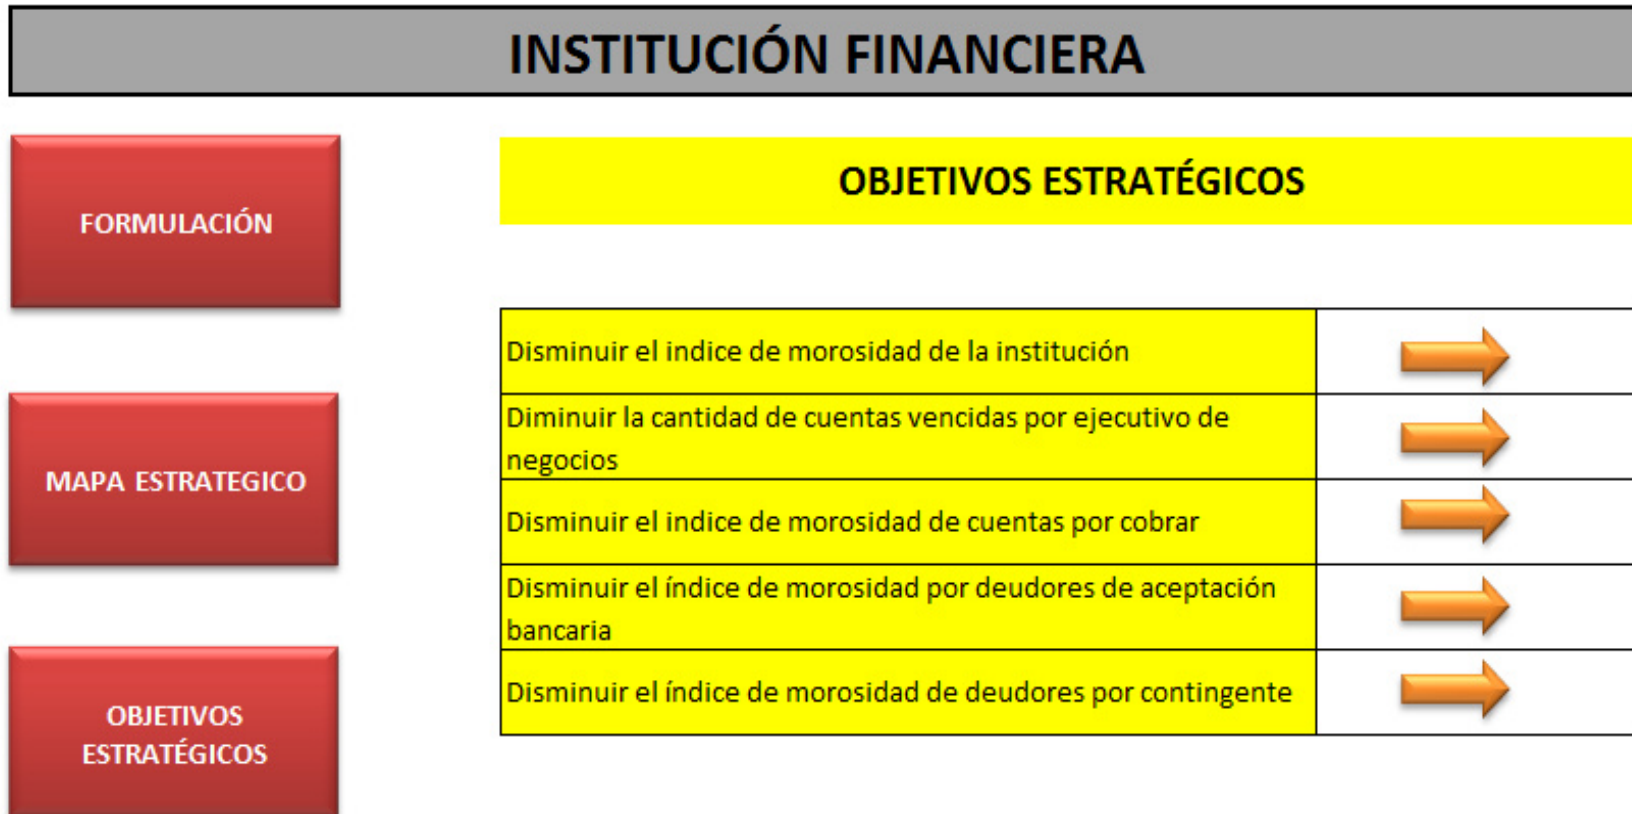 INSTITUCIÓN FINANCIERA
FORMULACIÓN
MAPA ESTRATEGICO
OBJETIVOS
ESTRATÉGICOS
OBJETIVOS ESTRATÉGICOS
Disminuir el indice de morosidad de la institución
Diminuir la cantidad de cuentas vencidas por ejecutivo de
negocios
Disminuir el indice de morosidad de cuentas por cobrar
Disminuir el índice de morosidad por deudores de aceptación
bancaria
Disminuir el índice de morosidad de deudores por contingente